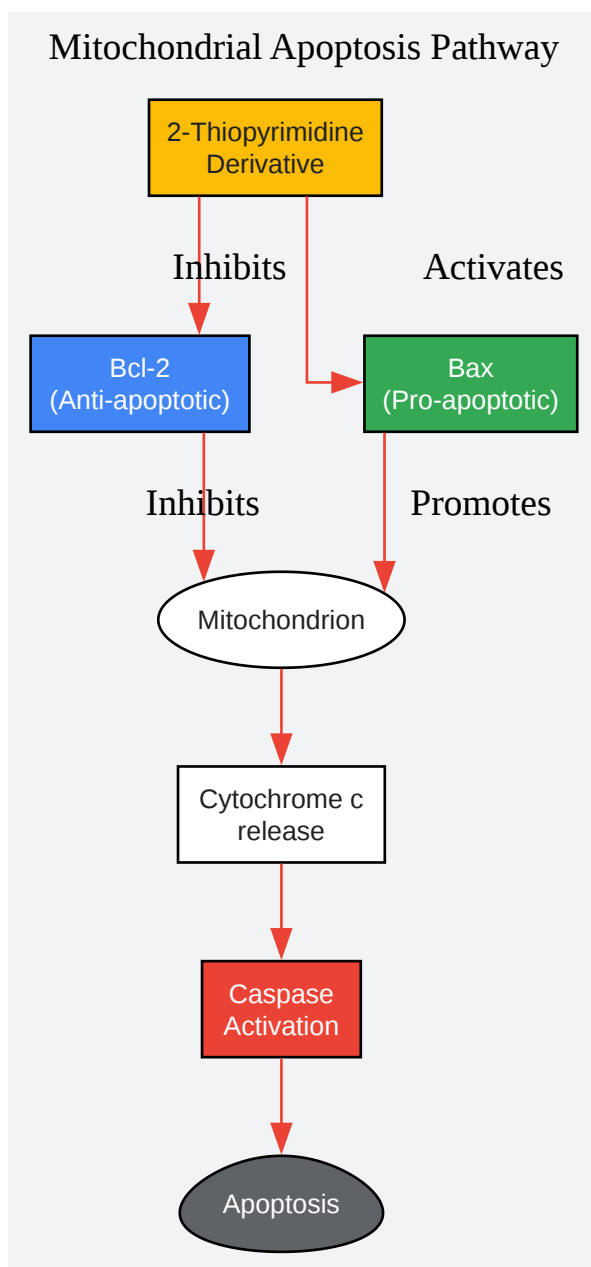 Mitochondrial Apoptosis Pathway
2-Thiopyrimidine
Derivative
Inhibits
Activates
Bcl-2
(Anti-apoptotic)
Bax
(Pro-apoptotic)
Inhibits
Promotes
Mitochondrion
Cytochrome c
release
Caspase
Activation
Apoptosis